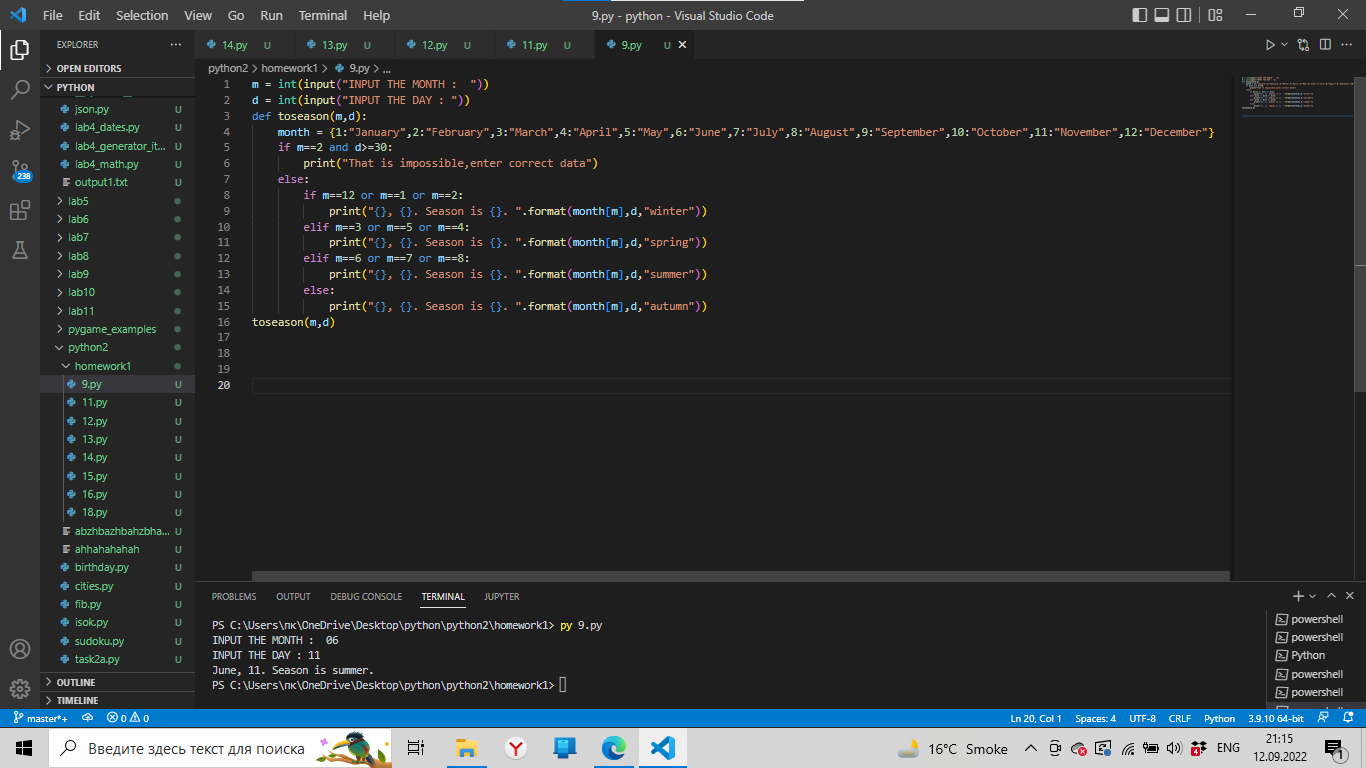 File Edit Selection View Go Run Terminal Help 9.py - python - Visual Studio Code
EXPLORER
OPEN EDITORS
PYTHON
json.py U
lab4_dates.py U
lab4_generator_it... U
lab4_math.py U
output1.txt U
lab5
lab6
lab7
lab8
lab9
lab10
lab11
pygame_examples
python2
homework1
9.py U
11.py U
12.py U
13.py U
14.py U
15.py U
16.py U
18.py U
abzhbazhbahzbha... U
ahhahahahah U
birthday.py U
cities.py U
fib.py U
isok.py U
sudoku.py U
task2a.py U
OUTLINE
TIMELINE
238
14.py U 13.py U 12.py U 11.py U 9.py U
python2 > homework1 > 9.py > ...
1 m = int(input("INPUT THE MONTH :  "))
2 d = int(input("INPUT THE DAY : "))
3 def toseason(m,d):
4     month = {1:"January",2:"February",3:"March",4:"April",5:"May",6:"June",7:"July",8:"August",9:"September",10:"October",11:"November",12:"December"}
5     if m==2 and d>=30:
6         print("That is impossible,enter correct data")
7     else:
8         if m==12 or m==1 or m==2:
9             print("{}, {}. Season is {}. ".format(month[m],d,"winter"))
10         elif m==3 or m==5 or m==4:
11             print("{}, {}. Season is {}. ".format(month[m],d,"spring"))
12         elif m==6 or m==7 or m==8:
13             print("{}, {}. Season is {}. ".format(month[m],d,"summer"))
14         else:
15             print("{}, {}. Season is {}. ".format(month[m],d,"autumn"))
16 toseason(m,d)
17
18
19
20
PROBLEMS OUTPUT DEBUG CONSOLE TERMINAL JUPYTER
PS C:\Users\пк\OneDrive\Desktop\python\python2\homework1> py 9.py
INPUT THE MONTH :  06
INPUT THE DAY : 11
June, 11. Season is summer.
PS C:\Users\пк\OneDrive\Desktop\python\python2\homework1>
powershell
powershell
Python
powershell
powershell
master*+ 0 0 Ln 20, Col 1 Spaces: 4 UTF-8 CRLF Python 3.9.10 64-bit
Введите здесь текст для поиска 16°C Smoke ENG 21:15
12.09.2022 1